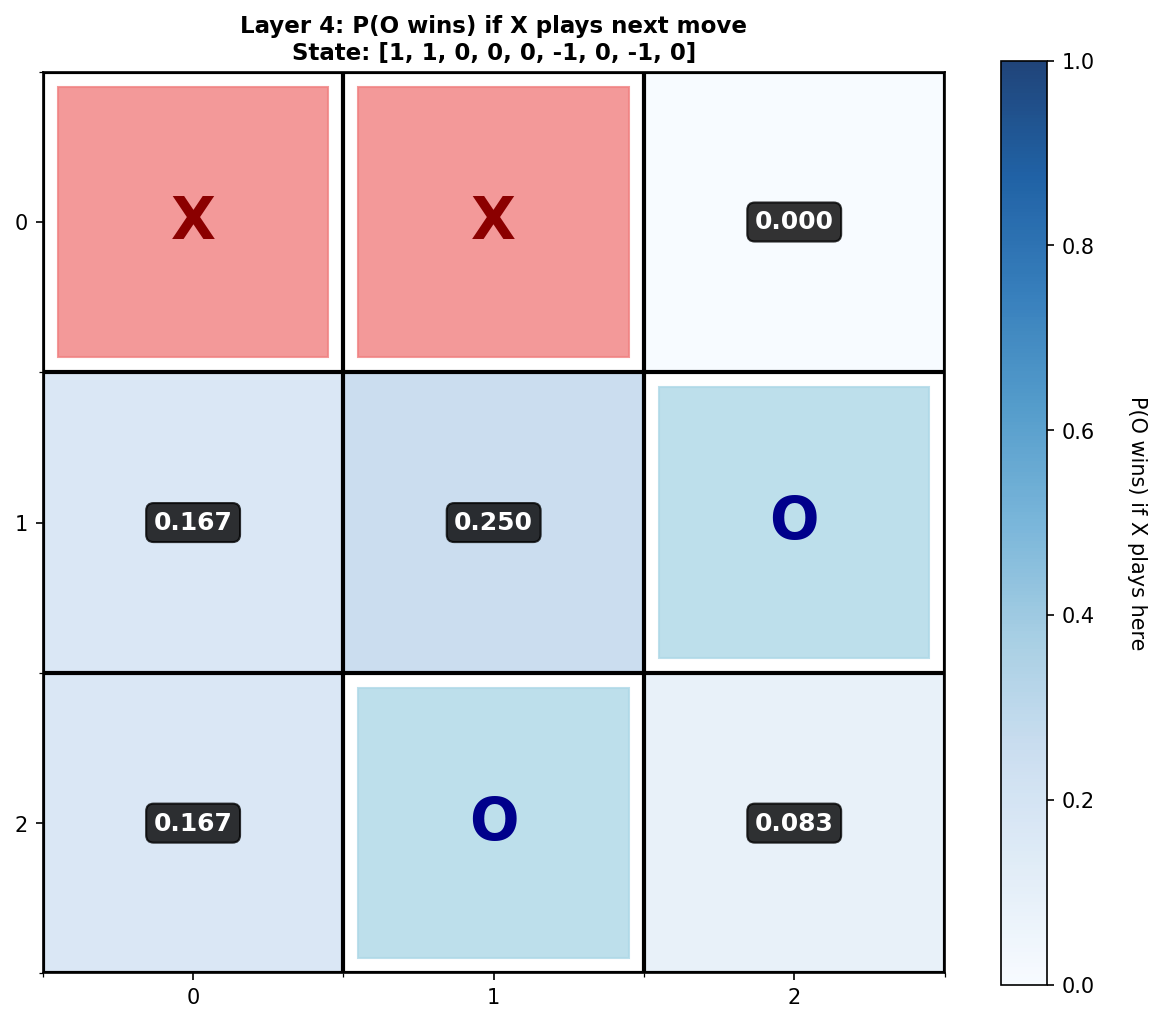 Layer 4: P(O wins) if X plays next move
State: [1, 1, 0, 0, 0, -1, 0, -1, 0]
0
X
X
0.000
1
0.167
0.250
O
2
0.167
O
0.083
0
1
2
1.0
0.8
0.6
0.4
0.2
0.0
P(O wins) if X plays here